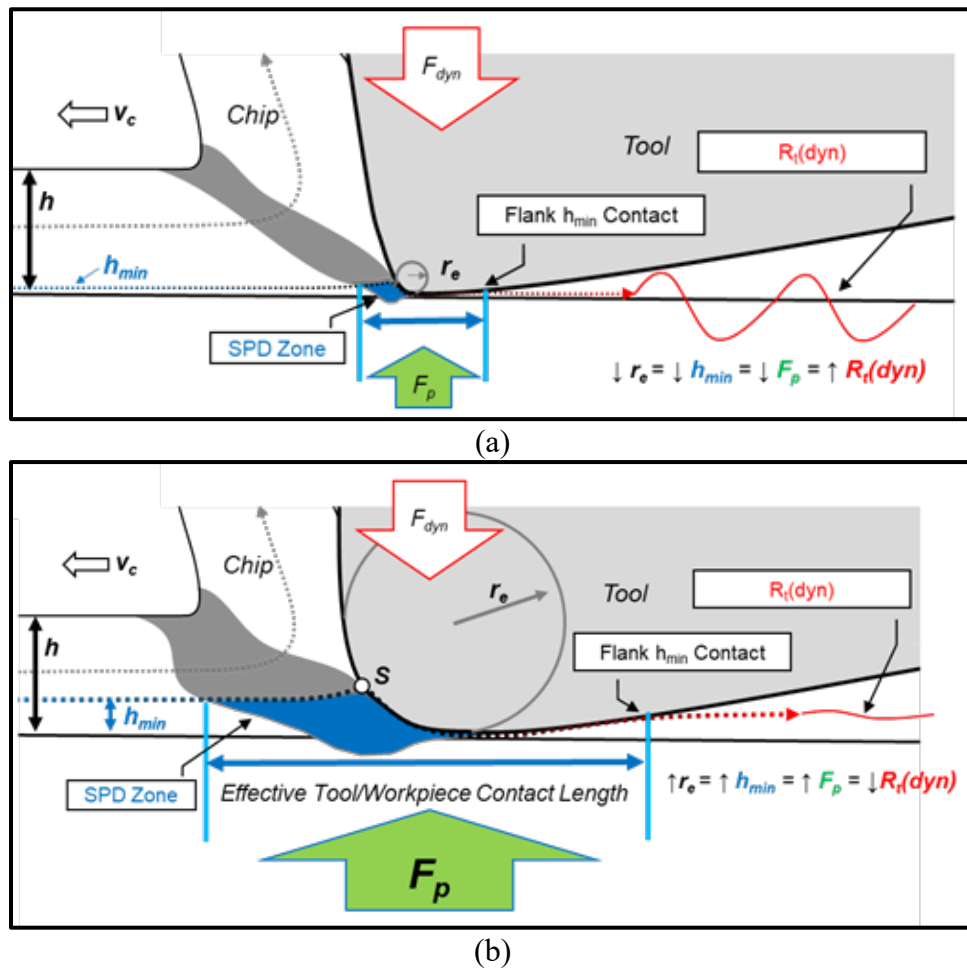 F_dyn
v_c
Chip
Tool
R_t(dyn)
h
Flank h_min Contact
h_min
r_e
SPD Zone
F_p
↓ r_e = ↓ h_min = ↓ F_p = ↑ R_t(dyn)
(a)
F_dyn
v_c
Chip
r_e
Tool
R_t(dyn)
h
S
Flank h_min Contact
h_min
SPD Zone
Effective Tool/Workpiece Contact Length
↑r_e = ↑ h_min = ↑ F_p = ↓R_t(dyn)
F_p
(b)